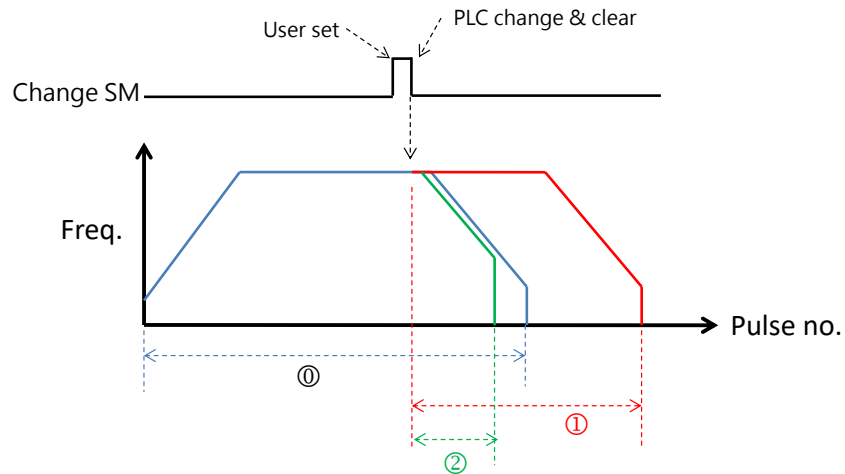 User set
PLC change & clear
Change SM
Freq.
Pulse no.
⓪
①
②